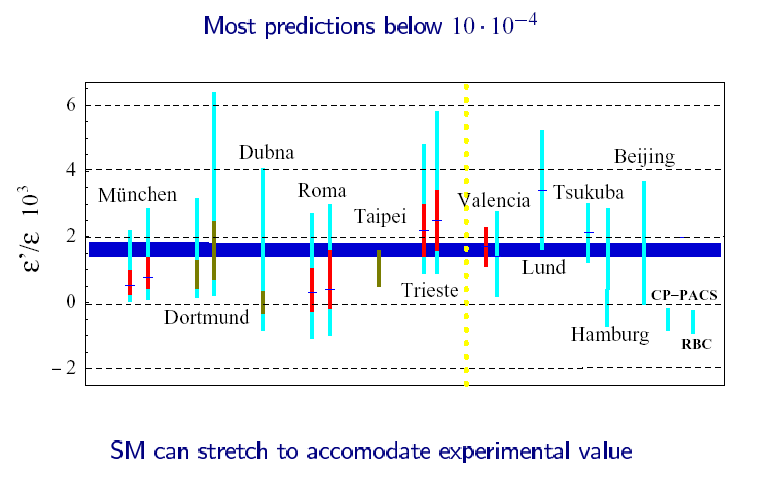 Most predictions below 10 · 10⁻⁴
ε'/ε 10³
6
4
2
0
−2
München
Dortmund
Dubna
Roma
Taipei
Trieste
Valencia
Lund
Tsukuba
Hamburg
Beijing
CP−PACS
RBC
SM can stretch to accomodate experimental value